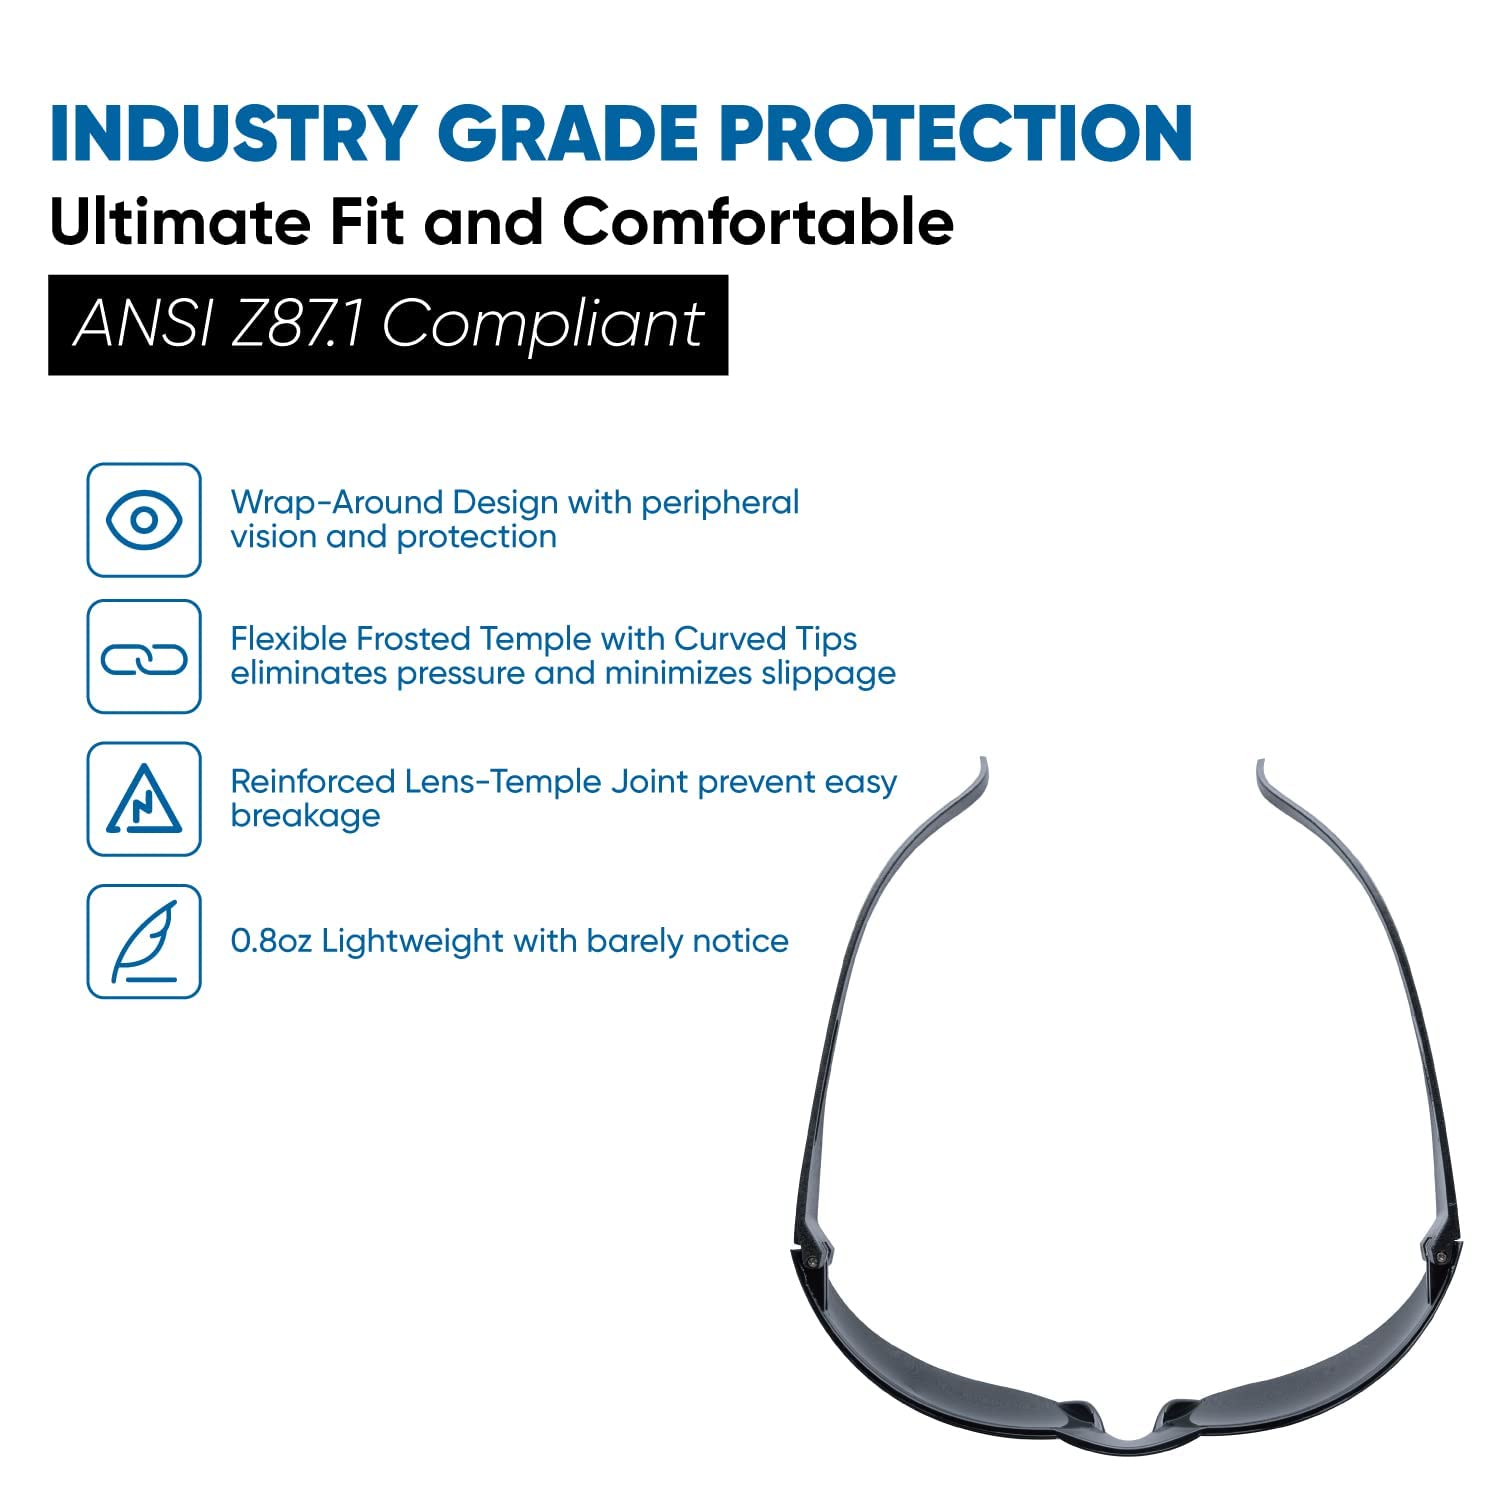 INDUSTRY GRADE PROTECTION
Ultimate Fit and Comfortable
ANSI Z87.1 Compliant
Wrap-Around Design with peripheral
vision and protection
Flexible Frosted Temple with Curved Tips
eliminates pressure and minimizes slippage
Reinforced Lens-Temple Joint prevent easy
breakage
0.8oz Lightweight with barely notice